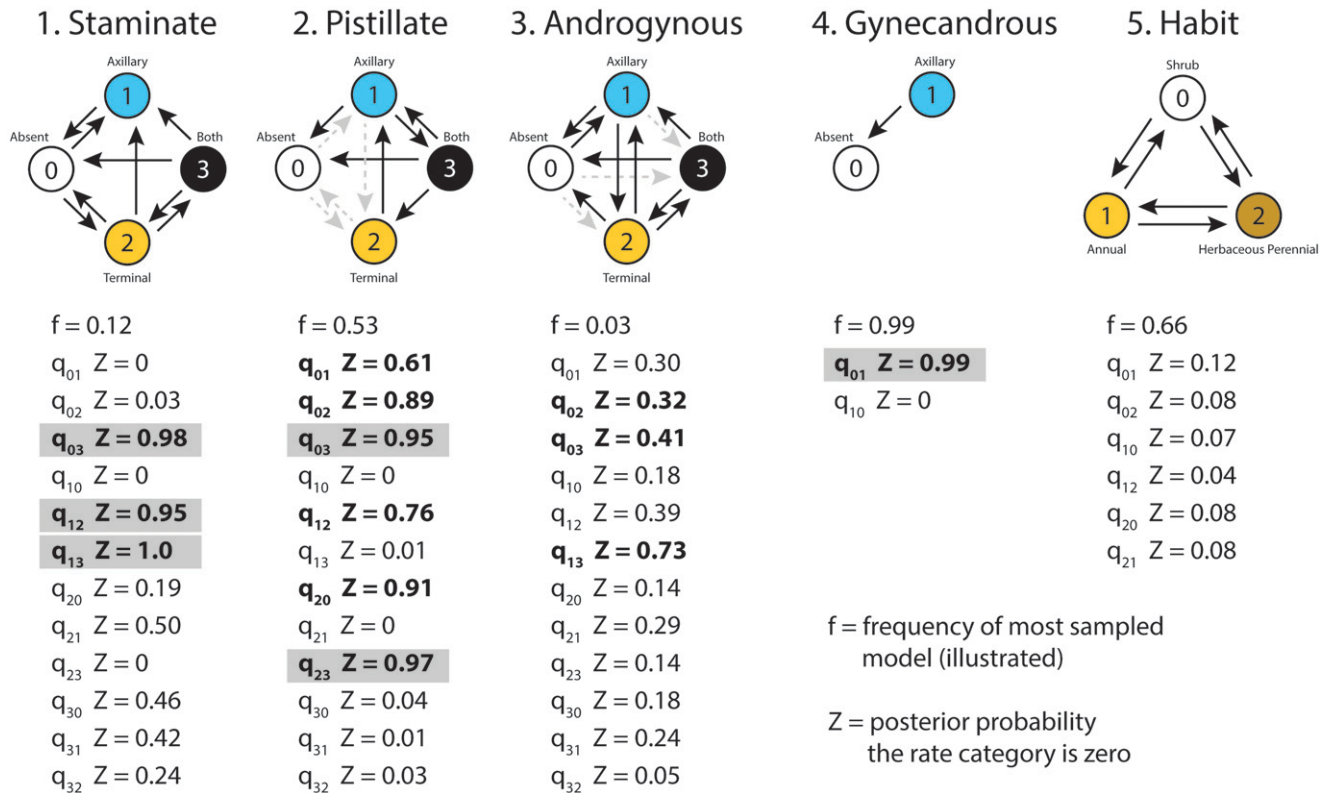 1. Staminate
Axillary
1
Absent
Both
0
3
2
Terminal
f = 0.12
q01 Z = 0
q02 Z = 0.03
q03 Z = 0.98
q10 Z = 0
q12 Z = 0.95
q13 Z = 1.0
q20 Z = 0.19
q21 Z = 0.50
q23 Z = 0
q30 Z = 0.46
q31 Z = 0.42
q32 Z = 0.24
2. Pistillate
Axillary
1
Absent
Both
0
3
2
Terminal
f = 0.53
q01 Z = 0.61
q02 Z = 0.89
q03 Z = 0.95
q10 Z = 0
q12 Z = 0.76
q13 Z = 0.01
q20 Z = 0.91
q21 Z = 0
q23 Z = 0.97
q30 Z = 0.04
q31 Z = 0.01
q32 Z = 0.03
3. Androgynous
Axillary
1
Absent
Both
0
3
2
Terminal
f = 0.03
q01 Z = 0.30
q02 Z = 0.32
q03 Z = 0.41
q10 Z = 0.18
q12 Z = 0.39
q13 Z = 0.73
q20 Z = 0.14
q21 Z = 0.29
q23 Z = 0.14
q30 Z = 0.18
q31 Z = 0.24
q32 Z = 0.05
4. Gynecandrous
Axillary
1
Absent
0
f = 0.99
q01 Z = 0.99
q10 Z = 0
5. Habit
Shrub
0
1
2
Annual
Herbaceous Perennial
f = 0.66
q01 Z = 0.12
q02 Z = 0.08
q10 Z = 0.07
q12 Z = 0.04
q20 Z = 0.08
q21 Z = 0.08
f = frequency of most sampled
model (illustrated)
Z = posterior probability
the rate category is zero